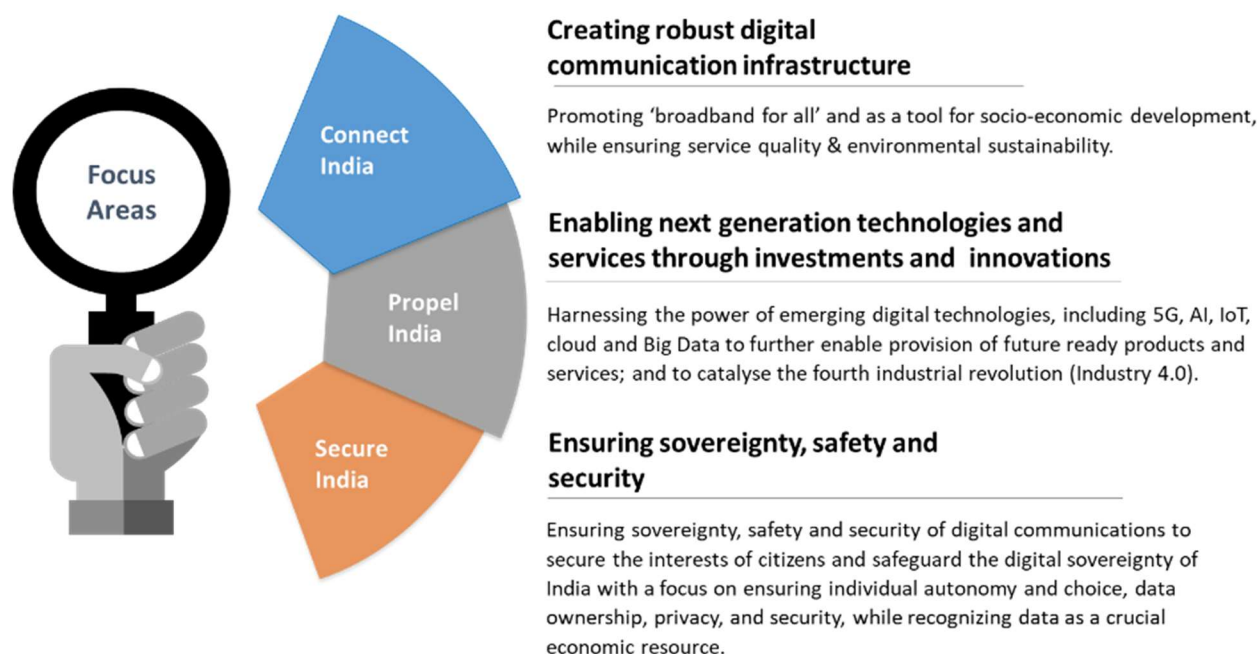 Focus
Areas
Connect
India
Creating robust digital
communication infrastructure
Promoting ‘broadband for all’ and as a tool for socio-economic development,
while ensuring service quality & environmental sustainability.
Propel
India
Enabling next generation technologies and
services through investments and innovations
Harnessing the power of emerging digital technologies, including 5G, AI, IoT,
cloud and Big Data to further enable provision of future ready products and
services; and to catalyse the fourth industrial revolution (Industry 4.0).
Secure
India
Ensuring sovereignty, safety and
security
Ensuring sovereignty, safety and security of digital communications to
secure the interests of citizens and safeguard the digital sovereignty of
India with a focus on ensuring individual autonomy and choice, data
ownership, privacy, and security, while recognizing data as a crucial
economic resource.